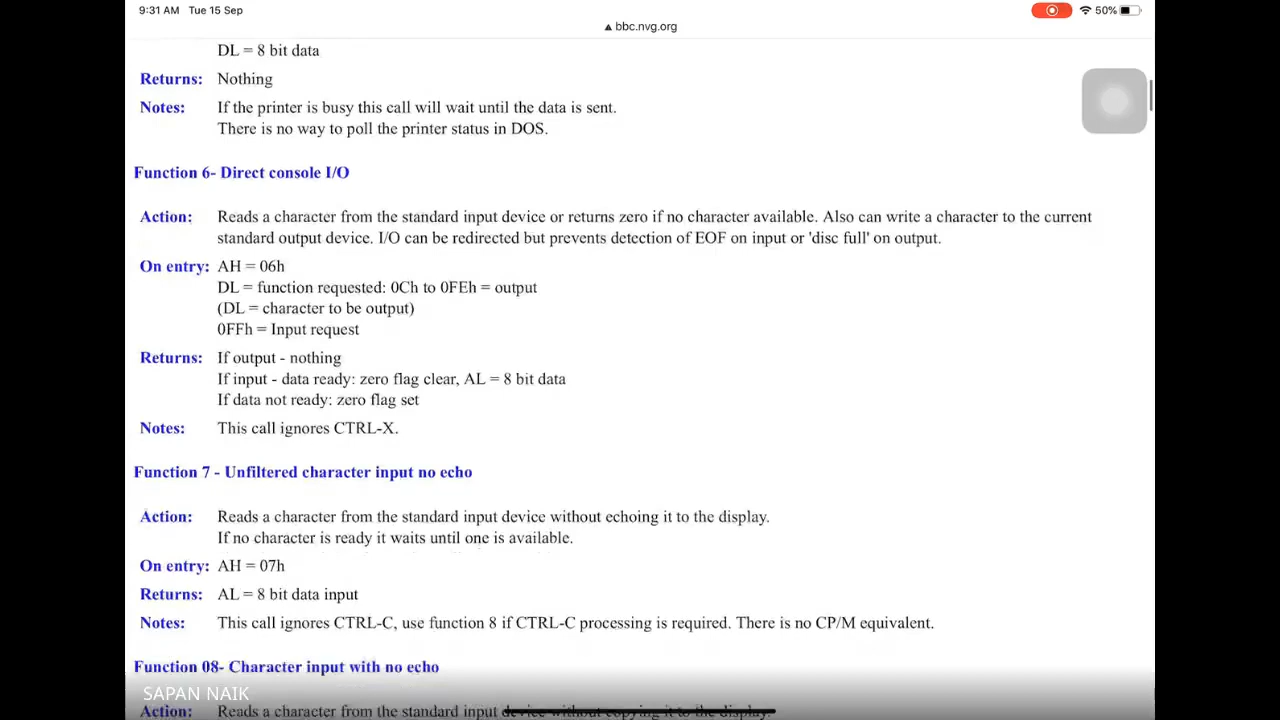 9:31 AM Tue 15 Sep
50%
bbc.nvg.org
DL = 8 bit data
Returns: Nothing
Notes: If the printer is busy this call will wait until the data is sent.
There is no way to poll the printer status in DOS.
Function 6- Direct console I/O
Action: Reads a character from the standard input device or returns zero if no character available. Also can write a character to the current
standard output device. I/O can be redirected but prevents detection of EOF on input or 'disc full' on output.
On entry: AH = 06h
DL = function requested: 0Ch to 0FEh = output
(DL = character to be output)
0FFh = Input request
Returns: If output - nothing
If input - data ready: zero flag clear, AL = 8 bit data
If data not ready: zero flag set
Notes: This call ignores CTRL-X.
Function 7 - Unfiltered character input no echo
Action: Reads a character from the standard input device without echoing it to the display.
If no character is ready it waits until one is available.
On entry: AH = 07h
Returns: AL = 8 bit data input
Notes: This call ignores CTRL-C, use function 8 if CTRL-C processing is required. There is no CP/M equivalent.
Function 08- Character input with no echo
SAPAN NAIK
Action: Reads a character from the standard input device without copying it to the display.